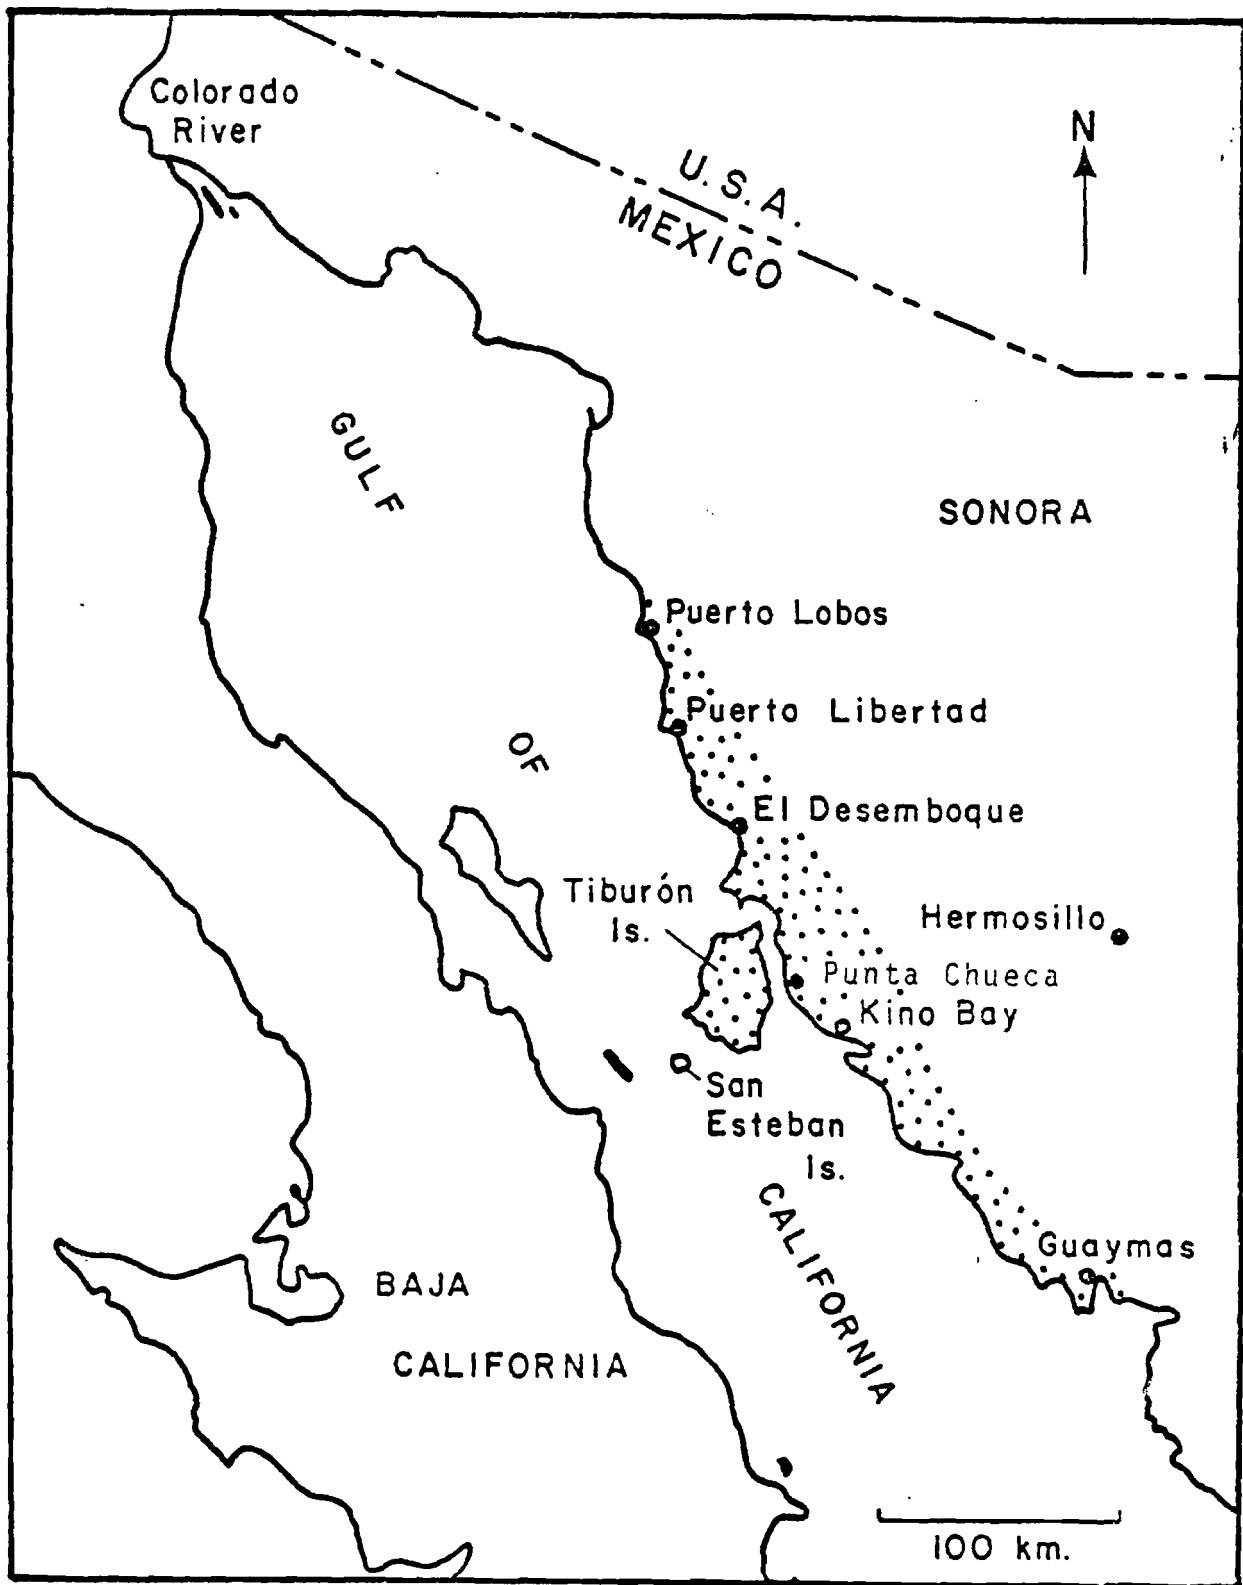 Colorado
River
N
U.S.A.
MEXICO
GULF
SONORA
Puerto Lobos
Puerto Libertad
OF
El Desemboque
Tiburón
Is.
Hermosillo
Punta Chueca
Kino Bay
San
Esteban
Is.
CALIFORNIA
Guaymas
BAJA
CALIFORNIA
100 km.